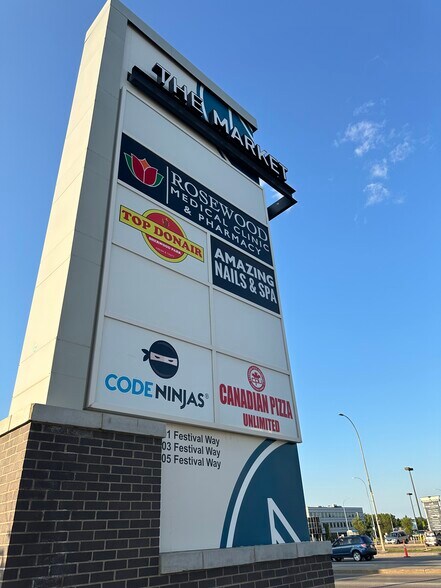 THE MARKET
ROSEWOOD
MEDICAL CLINIC
& PHARMACY
TOP DONAIR
AMAZING
NAILS & SPA
CODE NINJAS®
CANADIAN PIZZA
UNLIMITED
01 Festival Way
03 Festival Way
05 Festival Way